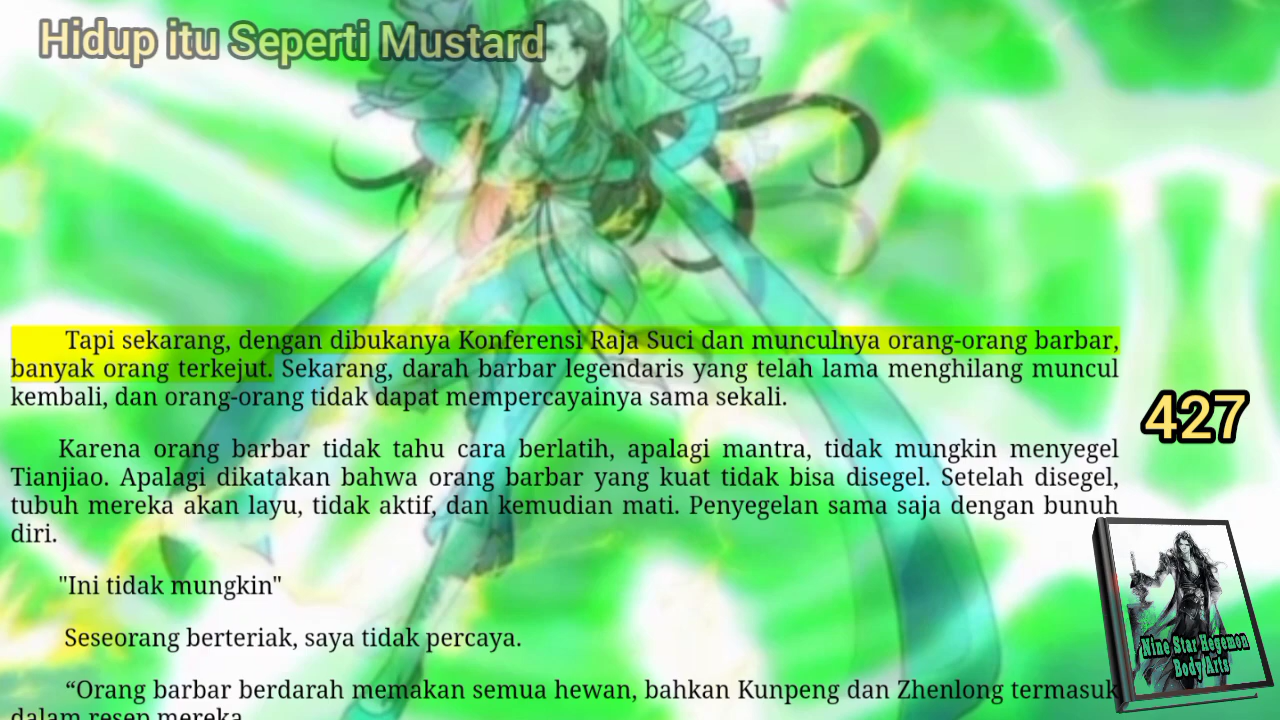 Hidup itu Seperti Mustard
Tapi sekarang, dengan dibukanya Konferensi Raja Suci dan munculnya orang-orang barbar,
banyak orang terkejut. Sekarang, darah barbar legendaris yang telah lama menghilang muncul
kembali, dan orang-orang tidak dapat mempercayainya sama sekali.
Karena orang barbar tidak tahu cara berlatih, apalagi mantra, tidak mungkin menyegel
Tianjiao. Apalagi dikatakan bahwa orang barbar yang kuat tidak bisa disegel. Setelah disegel,
tubuh mereka akan layu, tidak aktif, dan kemudian mati. Penyegelan sama saja dengan bunuh
diri.
"Ini tidak mungkin"
Seseorang berteriak, saya tidak percaya.
“Orang barbar berdarah memakan semua hewan, bahkan Kunpeng dan Zhenlong termasuk
dalam resep mereka
427
Nine Star Hegemon
Body Arts